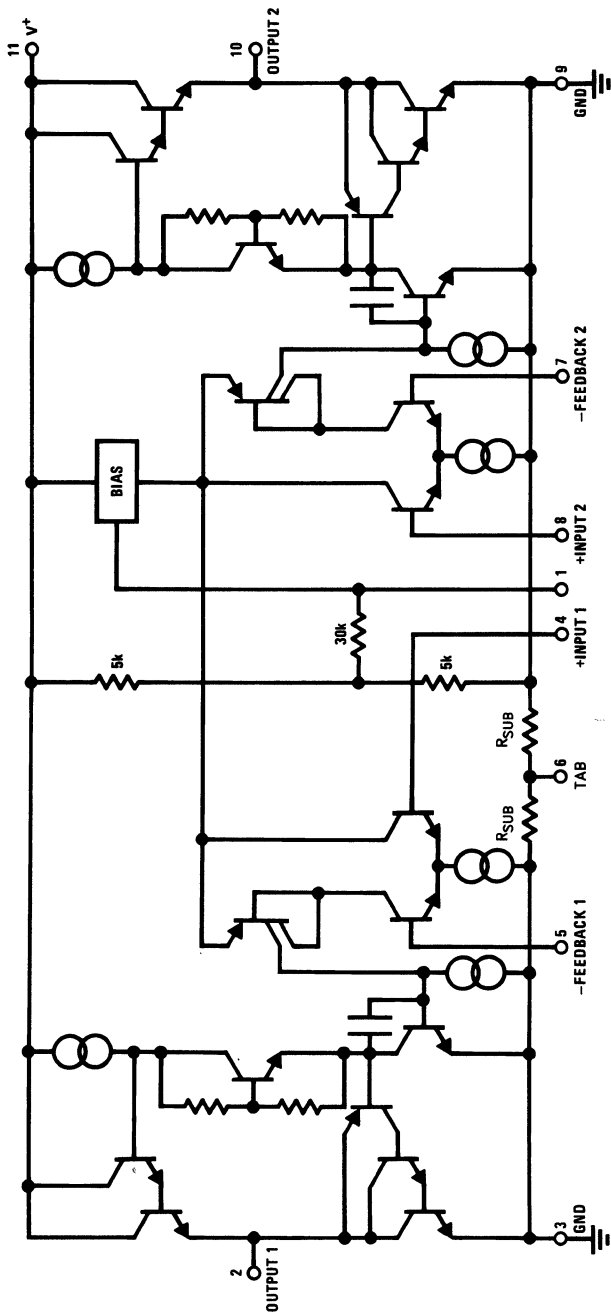 11 V+
10
OUTPUT 2
9
GND
7
–FEEDBACK 2
BIAS
8
+INPUT 2
1
30k
4
+INPUT 1
5k
5k
RSUB
6
TAB
RSUB
5
–FEEDBACK 1
2
OUTPUT 1
3
GND